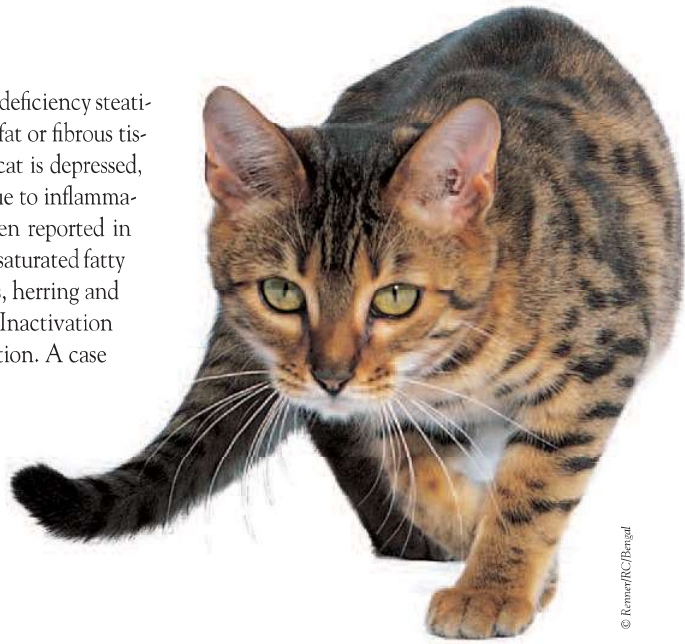 deficiency steati-
fat or fibrous tis-
cat is depressed,
ue to inflamma-
en reported in
saturated fatty
s, herring and
Inactivation
tion. A case
© Renner/RC/Bengal